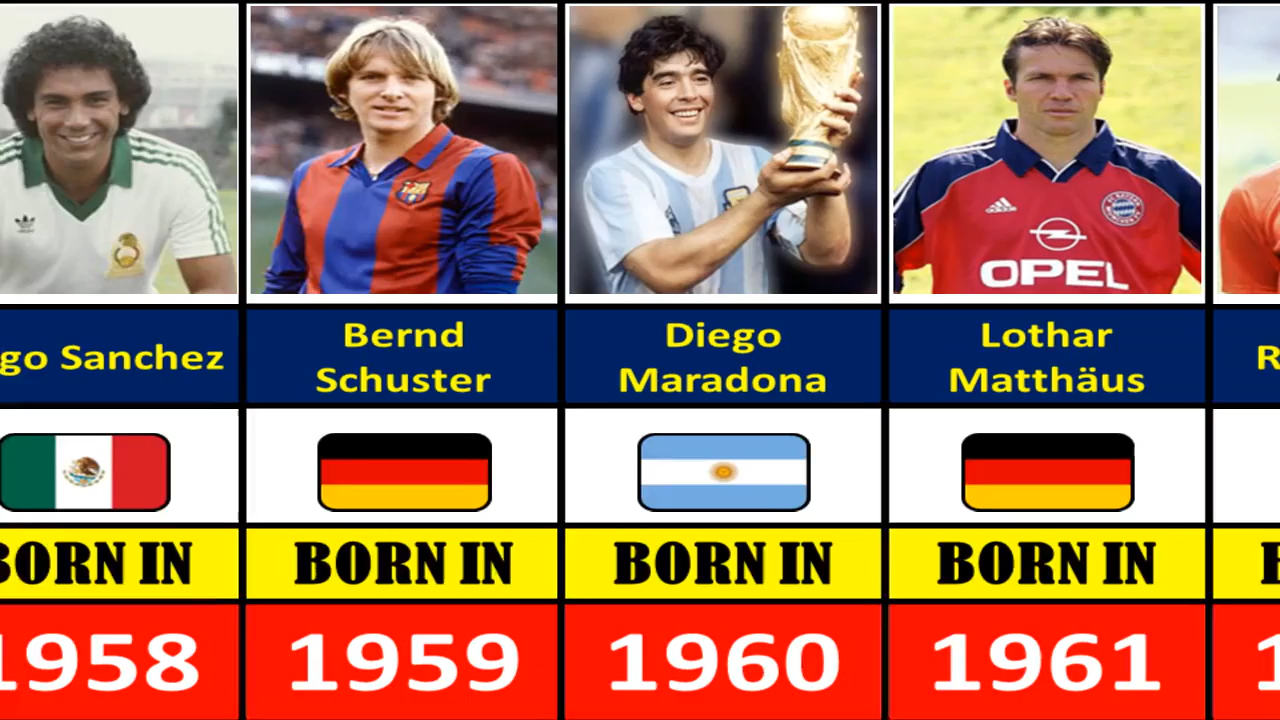 OPEL
go Sanchez
Bernd
Schuster
Diego
Maradona
Lothar
Matthäus
R
BORN IN
BORN IN
BORN IN
BORN IN
1958
1959
1960
1961
1